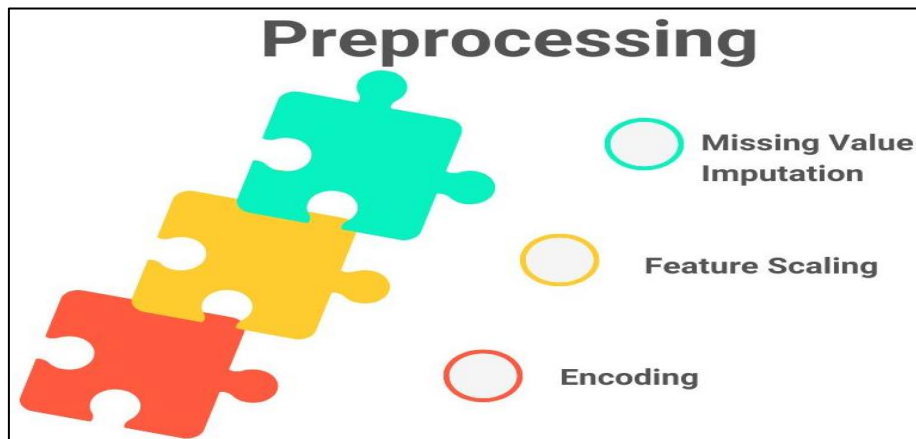 Preprocessing
Missing Value
Imputation
Feature Scaling
Encoding